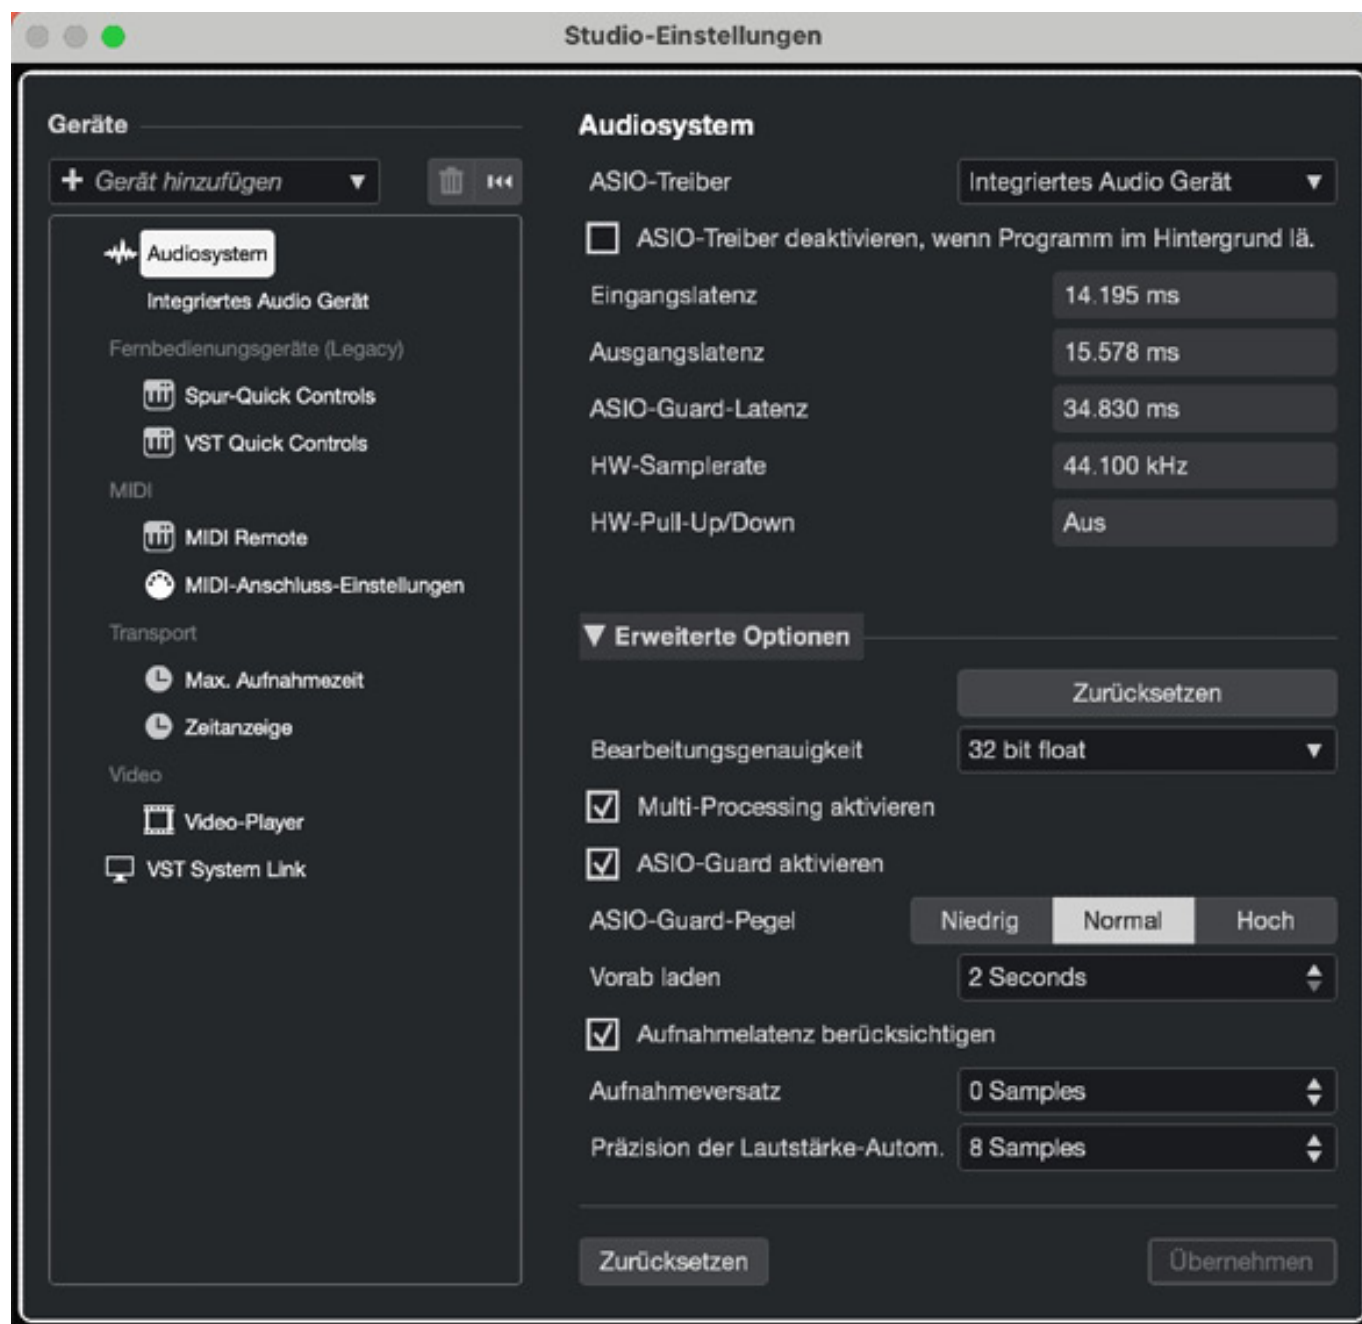 Studio-Einstellungen
Geräte
Gerät hinzufügen
Audiosystem
Integriertes Audio Gerät
Fernbedienungsgeräte (Legacy)
Spur-Quick Controls
VST Quick Controls
MIDI
MIDI Remote
MIDI-Anschluss-Einstellungen
Transport
Max. Aufnahmezeit
Zeitanzeige
Video
Video-Player
VST System Link
Audiosystem
ASIO-Treiber Integriertes Audio Gerät
ASIO-Treiber deaktivieren, wenn Programm im Hintergrund lä.
Eingangslatenz 14.195 ms
Ausgangslatenz 15.578 ms
ASIO-Guard-Latenz 34.830 ms
HW-Samplerate 44.100 kHz
HW-Pull-Up/Down Aus
Erweiterte Optionen
Zurücksetzen
Bearbeitungsgenauigkeit 32 bit float
Multi-Processing aktivieren
ASIO-Guard aktivieren
ASIO-Guard-Pegel Niedrig Normal Hoch
Vorab laden 2 Seconds
Aufnahmelatenz berücksichtigen
Aufnahmeversatz 0 Samples
Präzision der Lautstärke-Autom. 8 Samples
Zurücksetzen Übernehmen